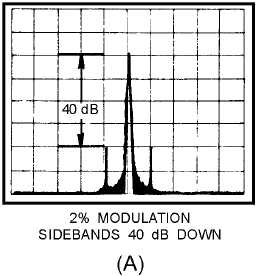 40 dB
2% MODULATION
SIDEBANDS 40 dB DOWN
(A)